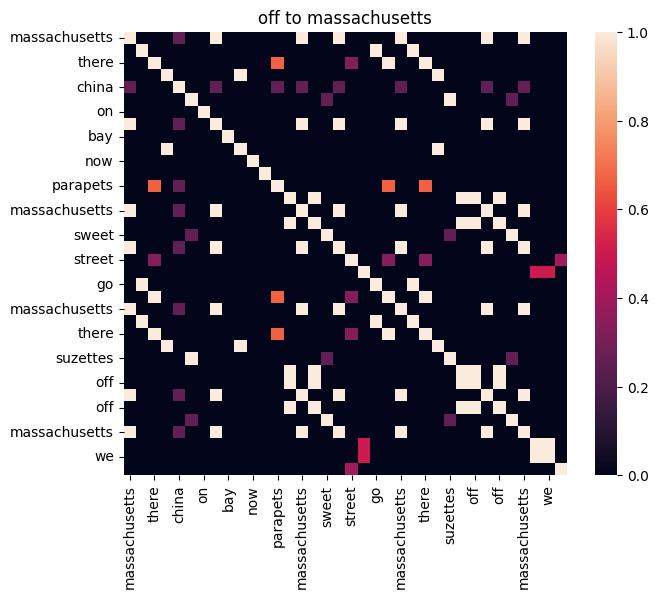 off to massachusetts
massachusetts
there
china
on
bay
now
parapets
massachusetts
sweet
street
go
massachusetts
there
suzettes
off
off
massachusetts
we
massachusetts
there
china
on
bay
now
parapets
massachusetts
sweet
street
go
massachusetts
there
suzettes
off
off
massachusetts
we
1.0
0.8
0.6
0.4
0.2
0.0